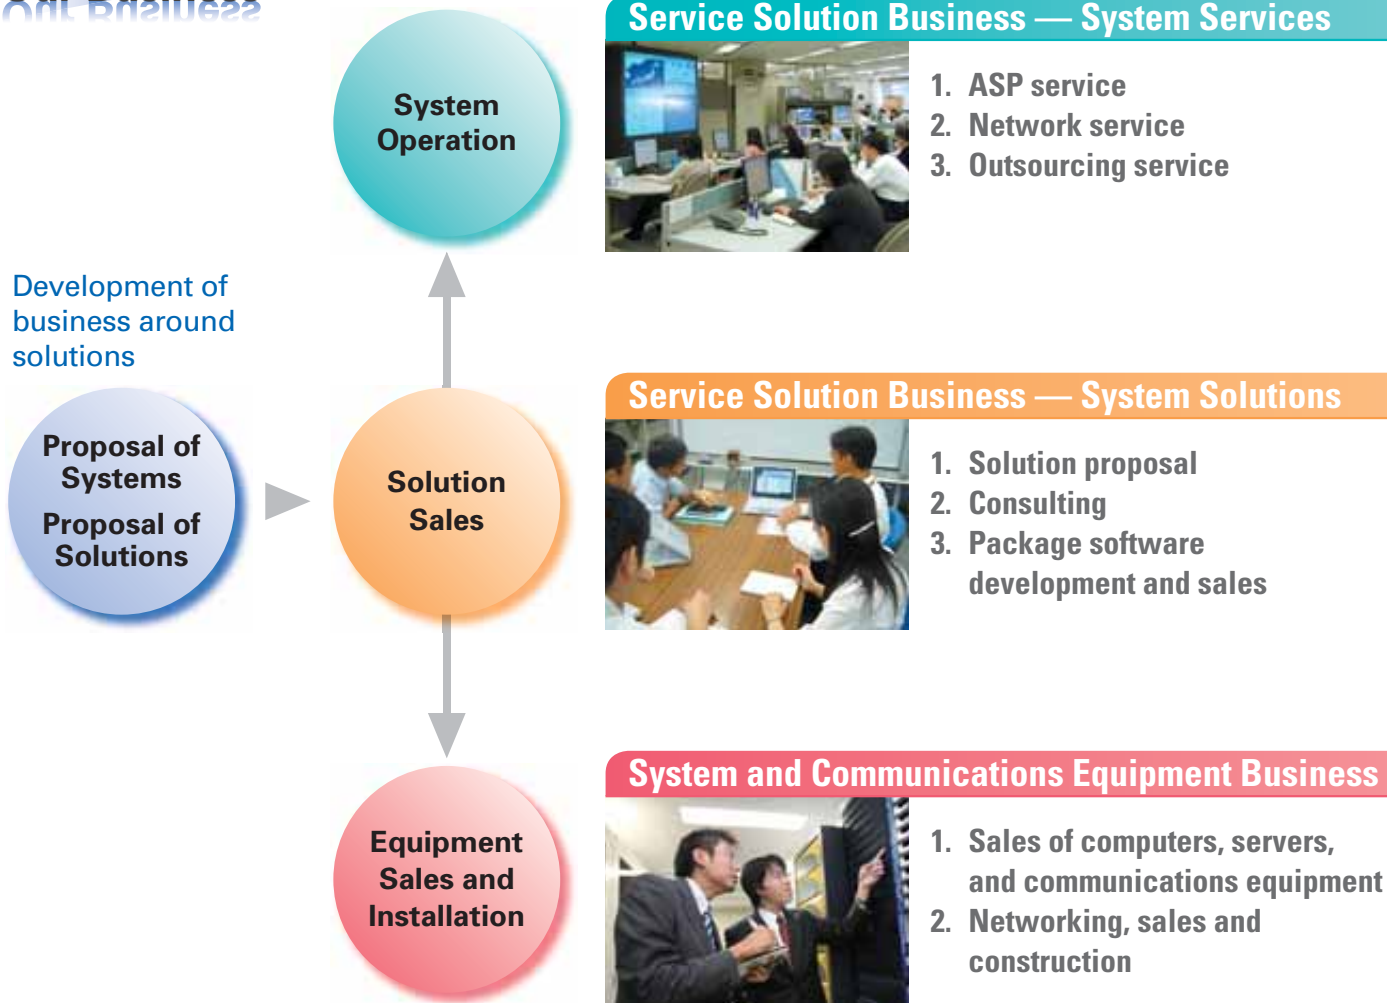 Our Business
System
Operation
Service Solution Business — System Services
1. ASP service
2. Network service
3. Outsourcing service
Development of
business around
solutions
Proposal of
Systems
Proposal of
Solutions
Solution
Sales
Service Solution Business — System Solutions
1. Solution proposal
2. Consulting
3. Package software
development and sales
Equipment
Sales and
Installation
System and Communications Equipment Business
1. Sales of computers, servers,
and communications equipment
2. Networking, sales and
construction